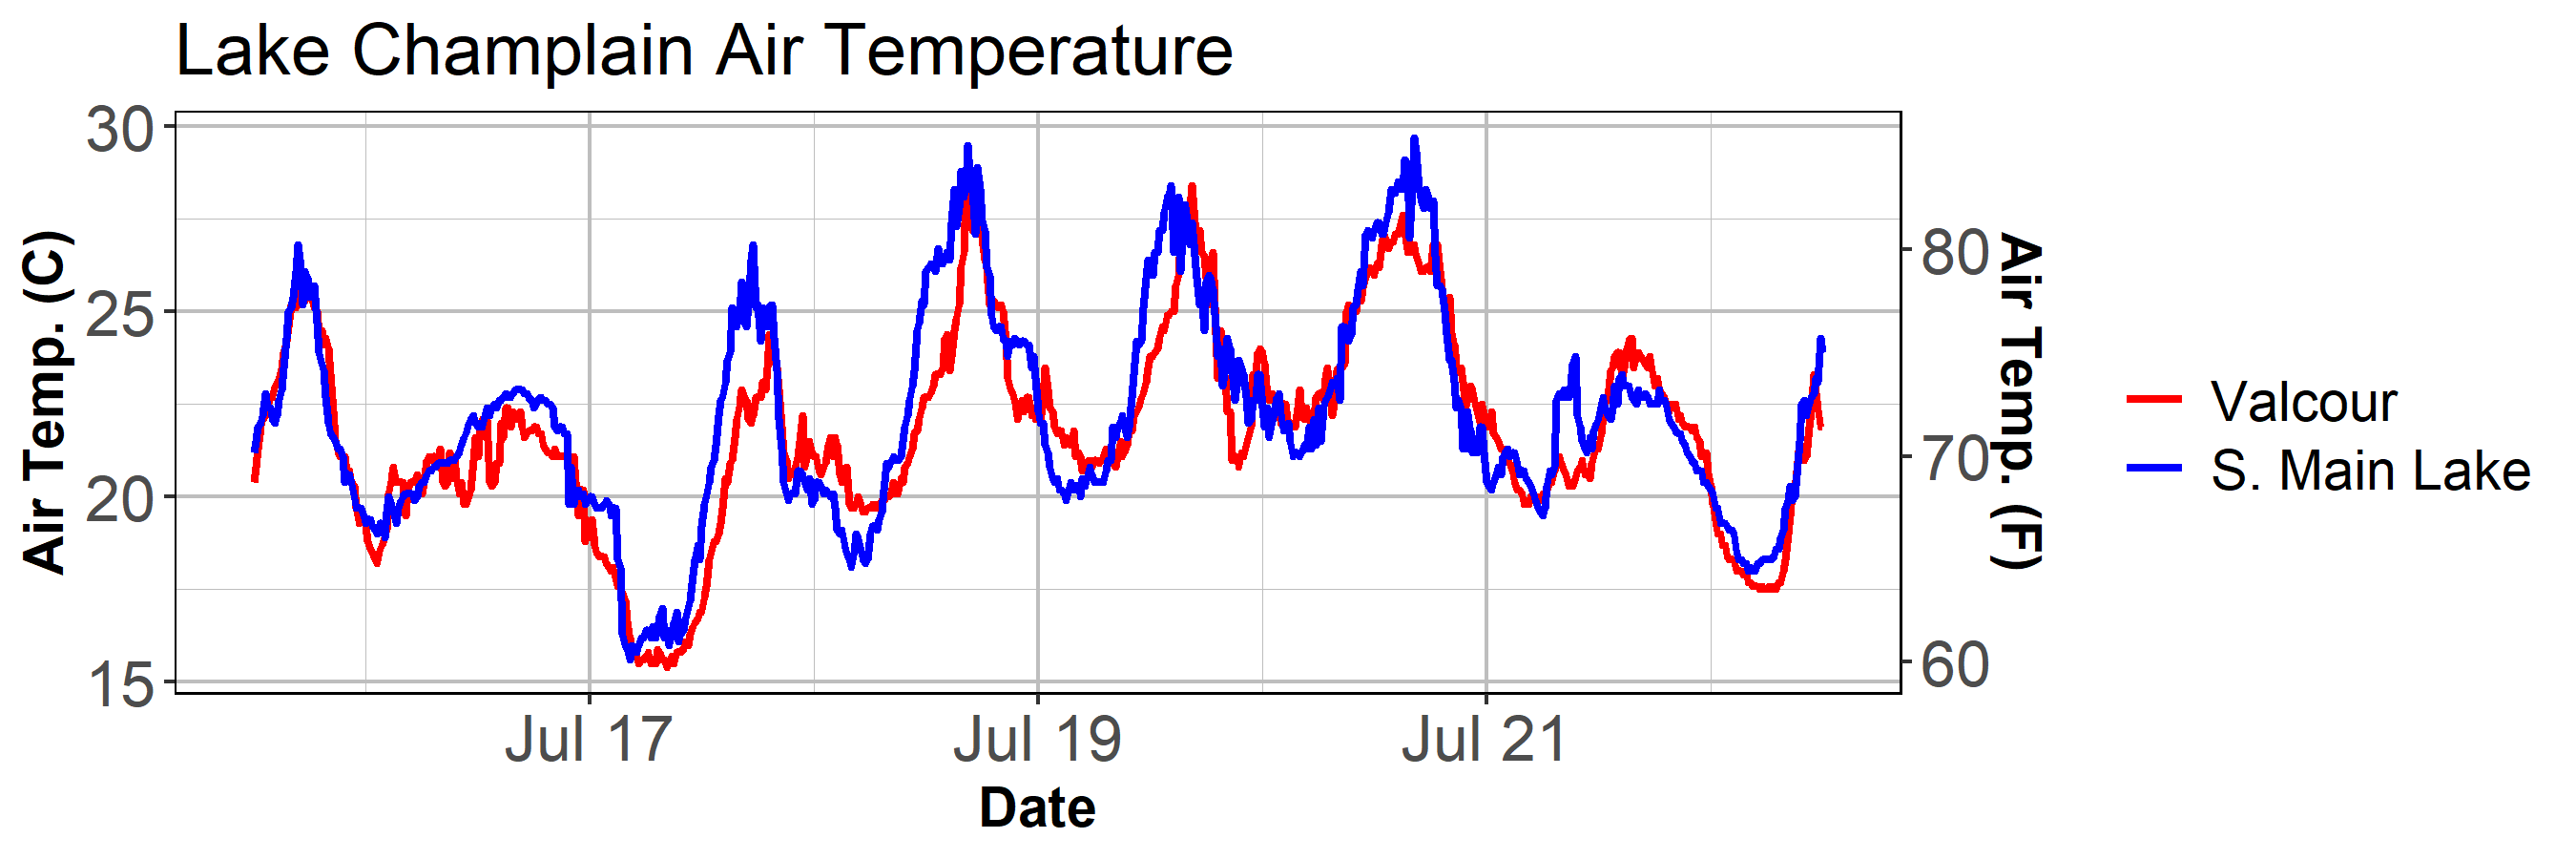 Lake Champlain Air Temperature
Air Temp. (C)
30
25
20
15
80
70
60
Air Temp. (F)
Jul 17
Jul 19
Jul 21
Date
Valcour
S. Main Lake